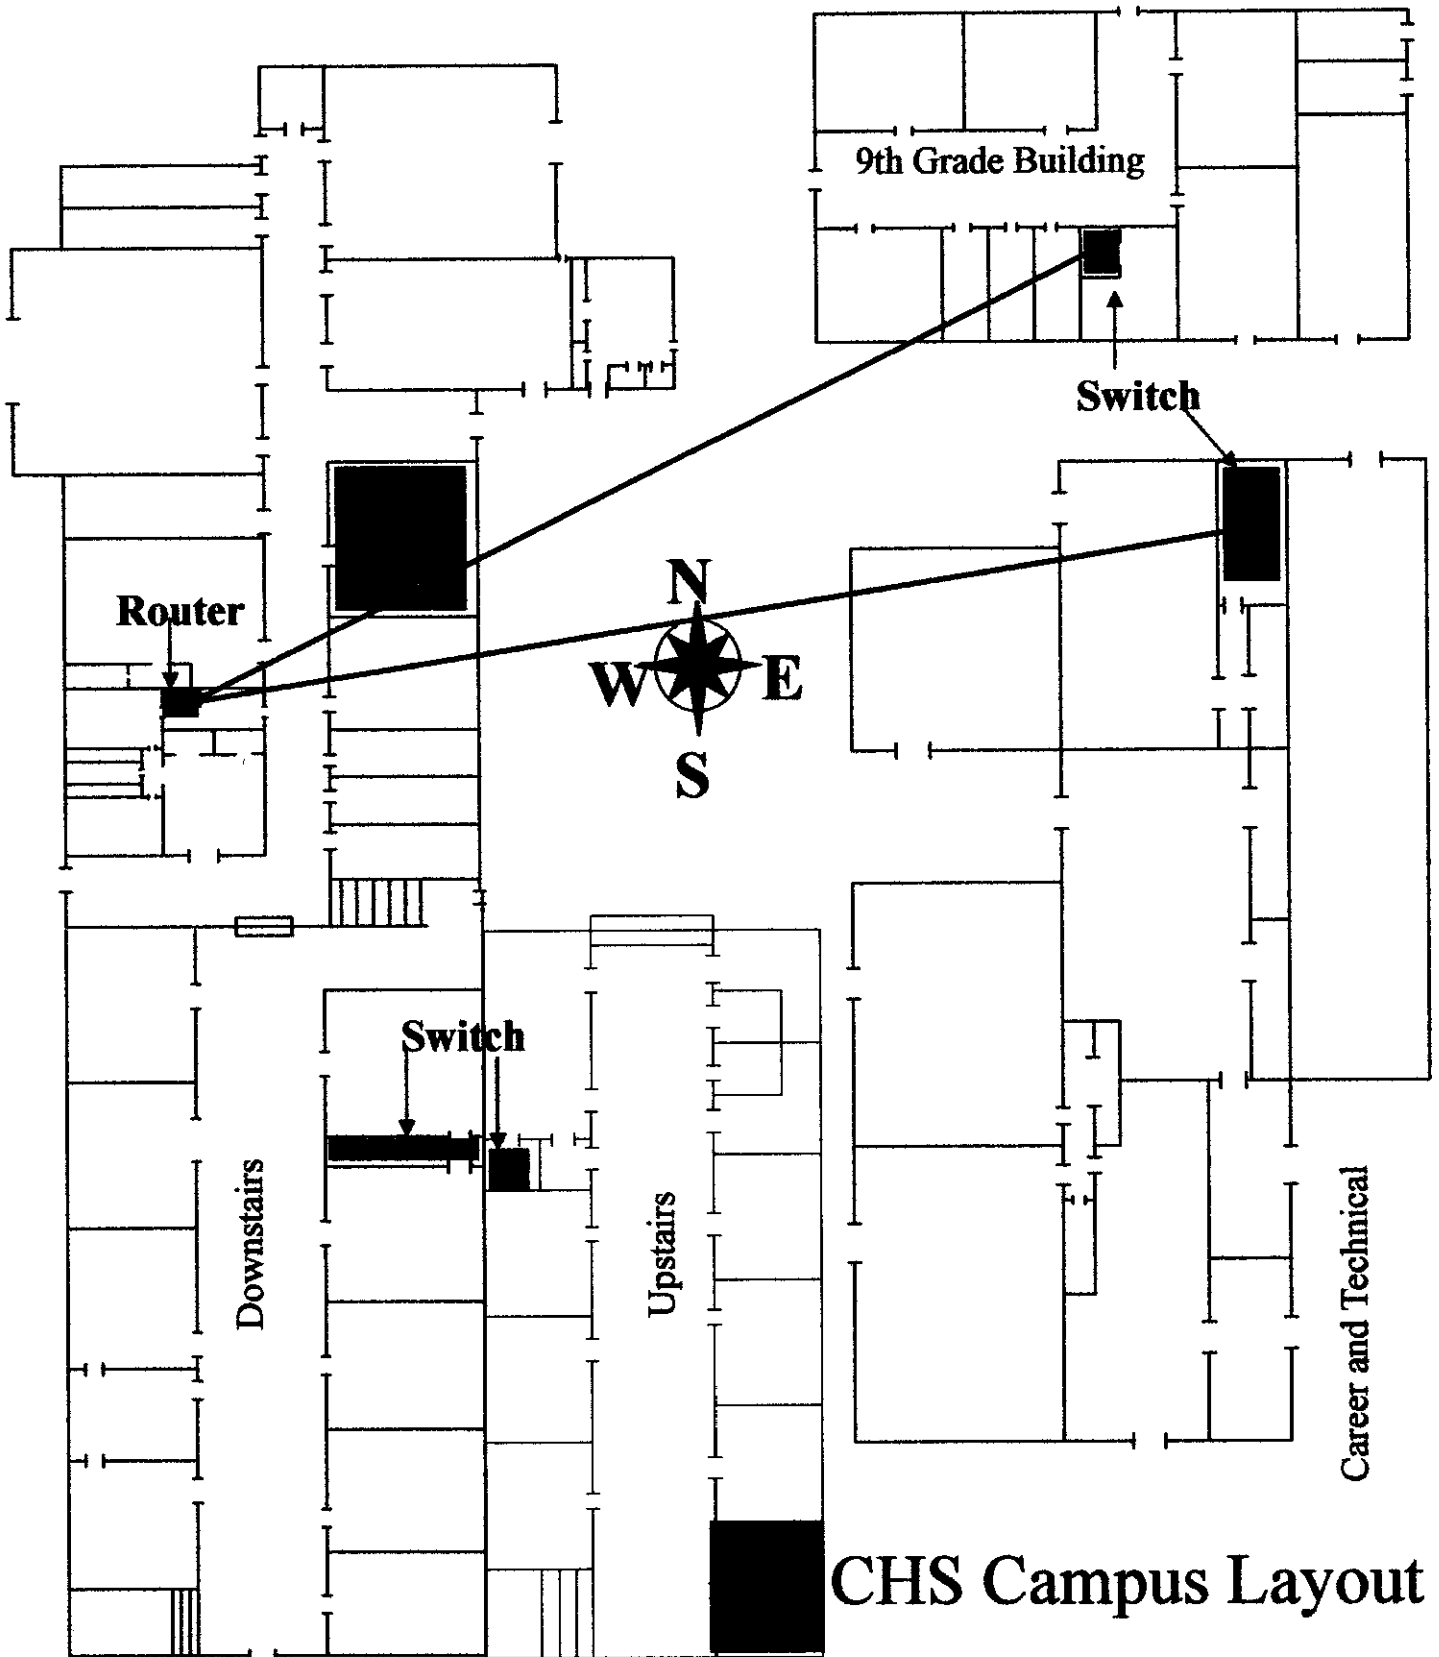 9th Grade Building
Switch
Router
N
W E
S
Switch
Downstairs
Upstairs
Career and Technical
CHS Campus Layout